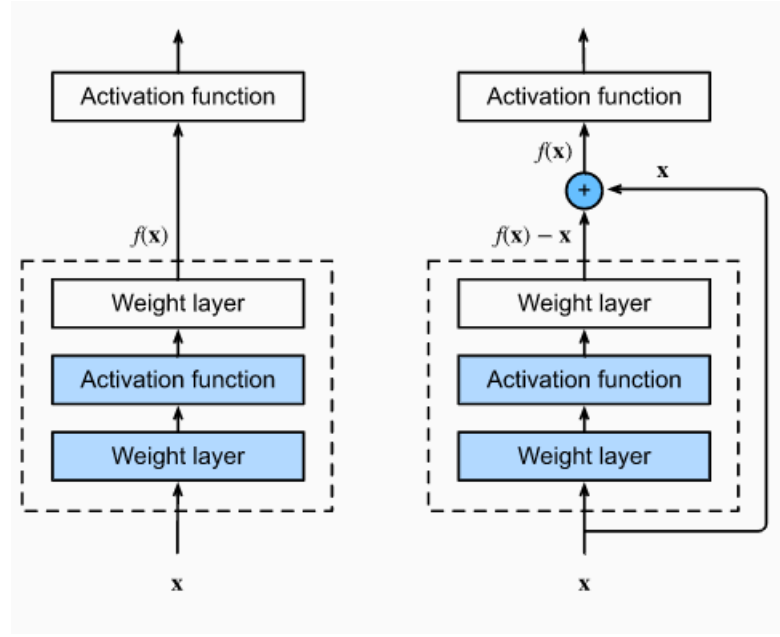 Activation function
f(x)
Weight layer
Activation function
Weight layer
x
Activation function
f(x)
x
+
f(x) − x
Weight layer
Activation function
Weight layer
x